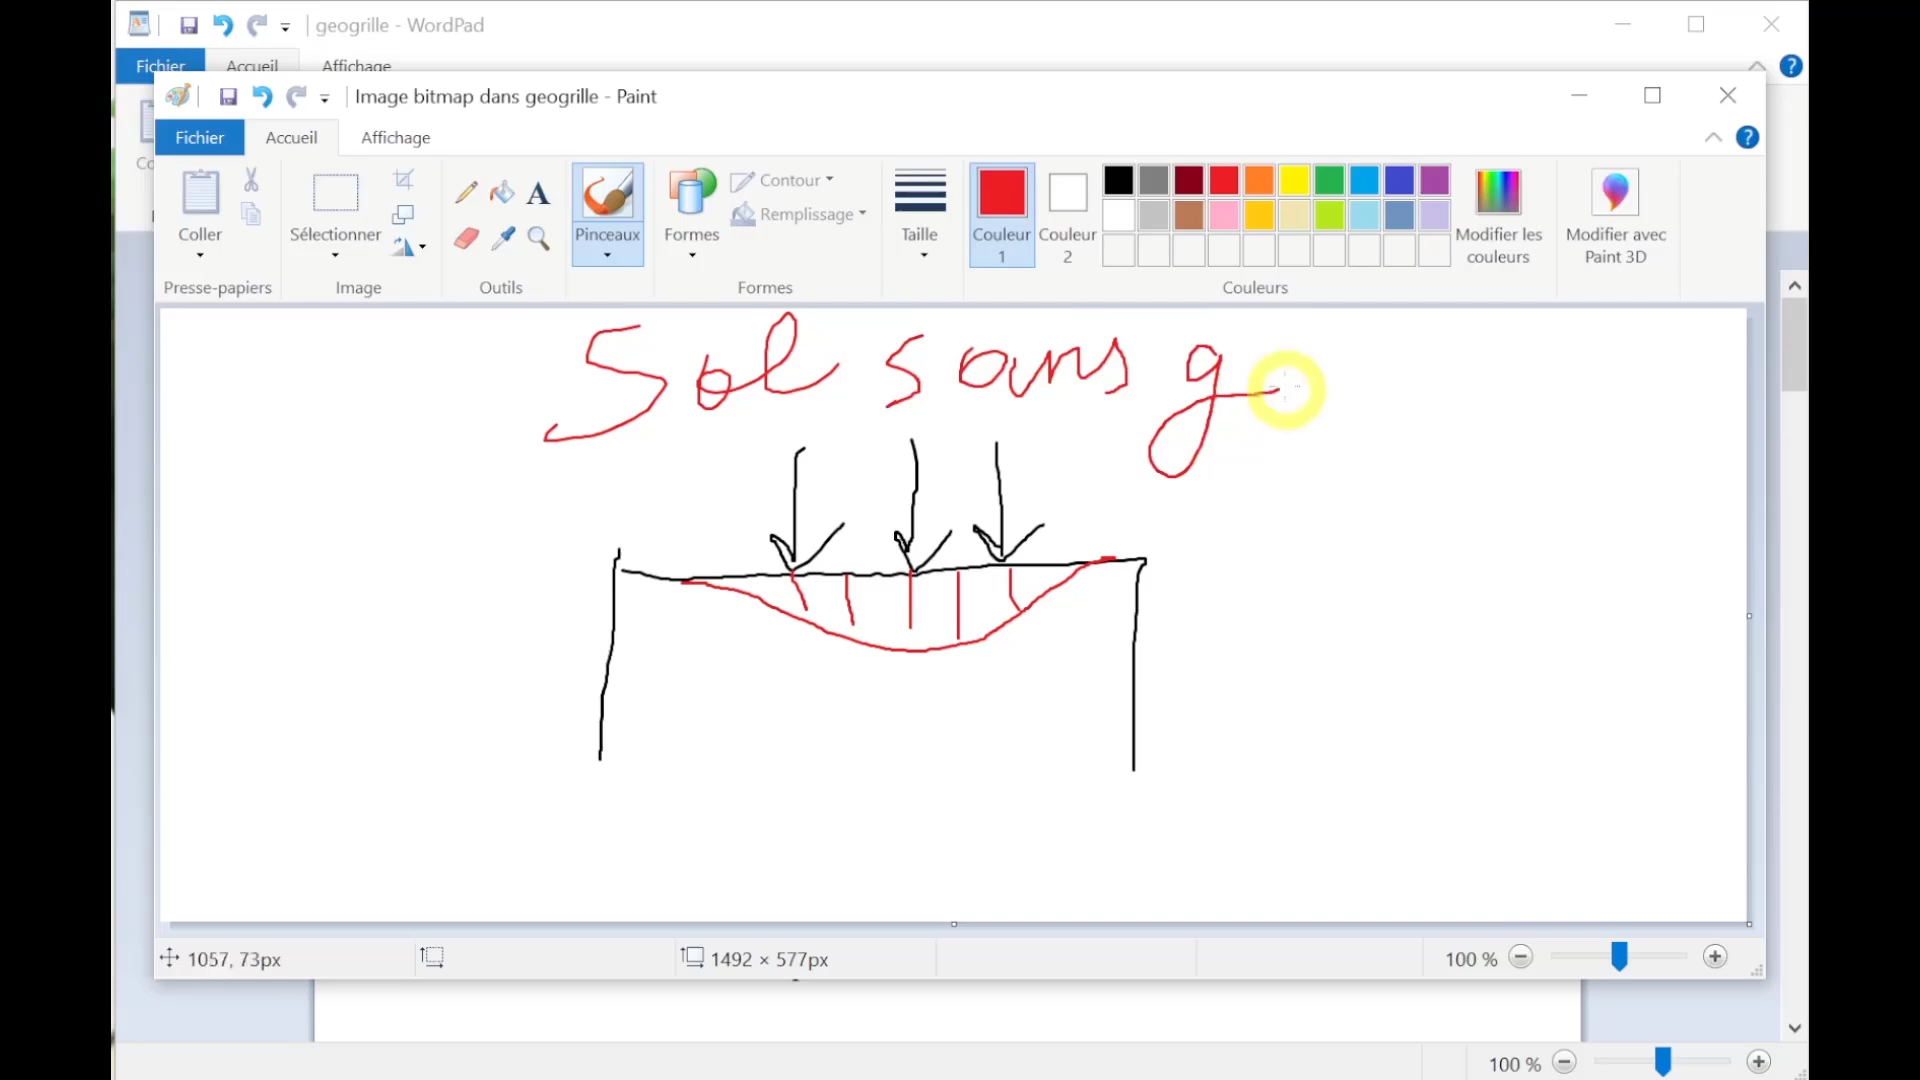 geogrille - WordPad
Fichier Accueil Affichage
Image bitmap dans geogrille - Paint
Fichier Accueil Affichage
Coller
Sélectionner
Pinceaux
Formes
Contour
Remplissage
Taille
Couleur 1
Couleur 2
Modifier les couleurs
Modifier avec Paint 3D
Presse-papiers Image Outils Formes Couleurs
Sol sans g
1057, 73px 1492 × 577px 100 %
100 %